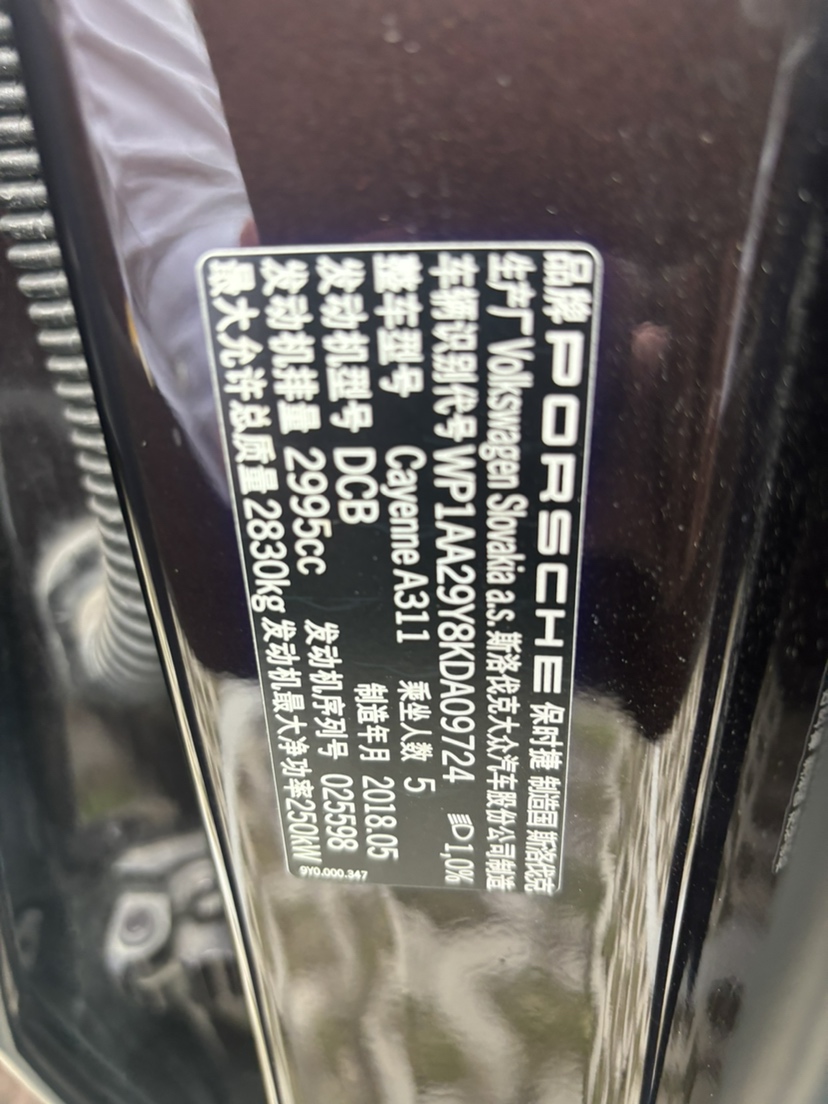 品牌 PORSCHE 保时捷 制造国 斯洛伐克
生产厂 Volkswagen Slovakia a.s. 斯洛伐克大众汽车股份公司制造
车辆识别代号 WP1AA29Y8KDA09724 1,0%
整车型号 Cayenne A311 乘坐人数 5
发动机型号 DCB 制造年月 2018.05
发动机排量 2995cc 发动机序列号 025598
最大允许总质量 2830kg 发动机最大净功率250KW
9Y0.000.347